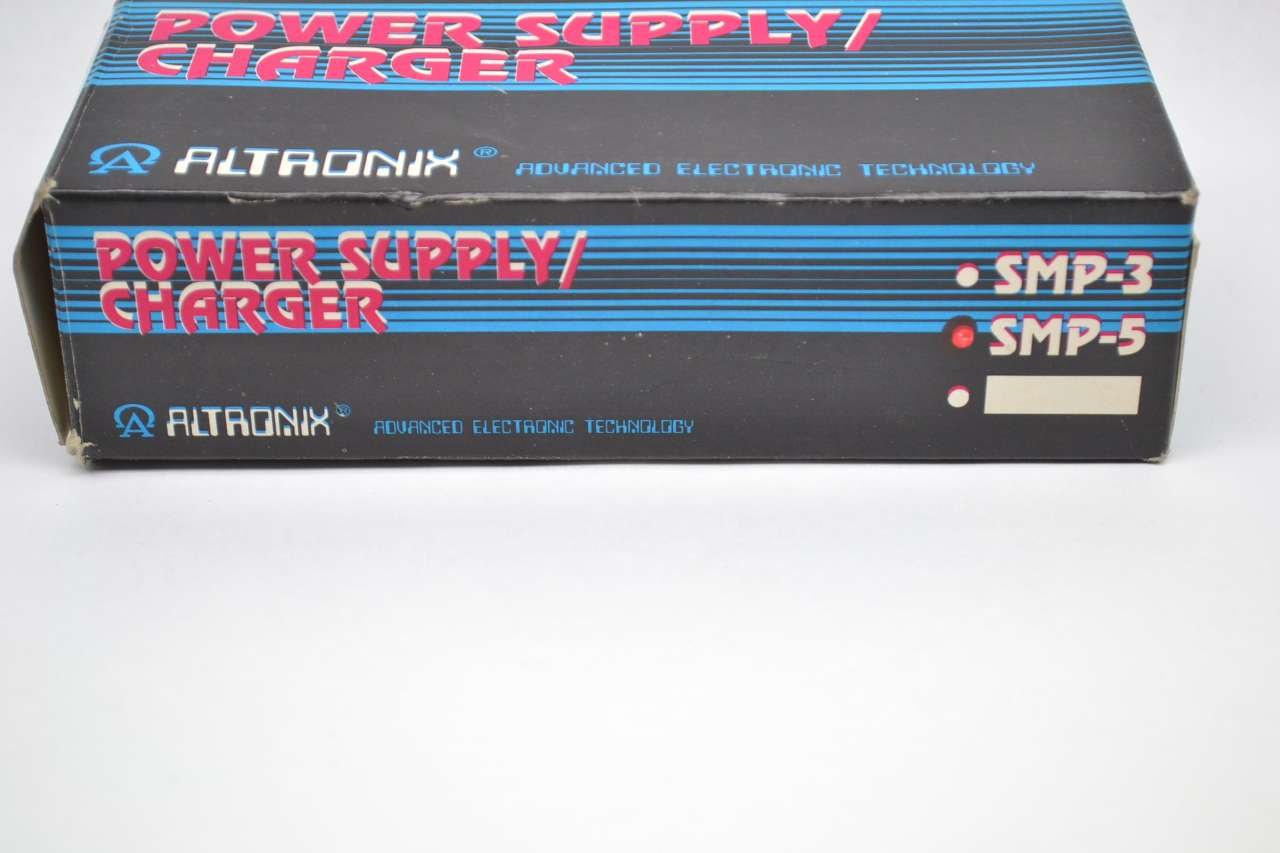 POWER SUPPLY/
CHARGER
ALTRONIX® ADVANCED ELECTRONIC TECHNOLOGY
POWER SUPPLY/
CHARGER
SMP-3
SMP-5
ALTRONIX® ADVANCED ELECTRONIC TECHNOLOGY